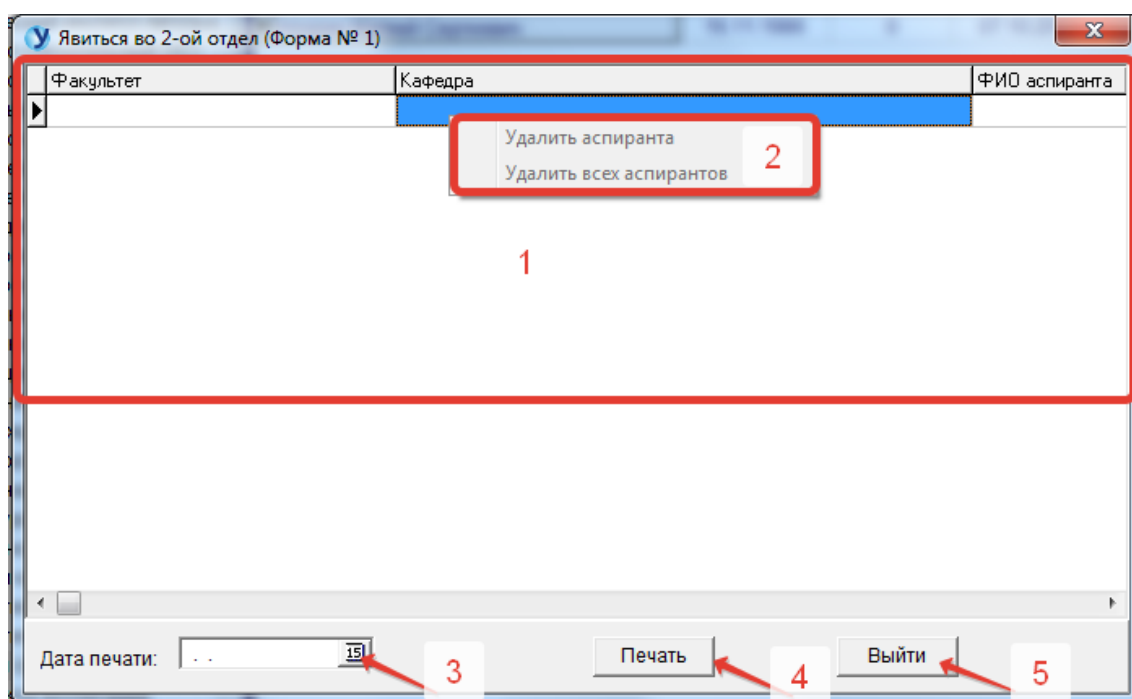 Явиться во 2-ой отдел (Форма № 1)
Факультет Кафедра ФИО аспиранта
Удалить аспиранта
2
Удалить всех аспирантов
1
Дата печати: . . 15 Печать Выйти
3 4 5